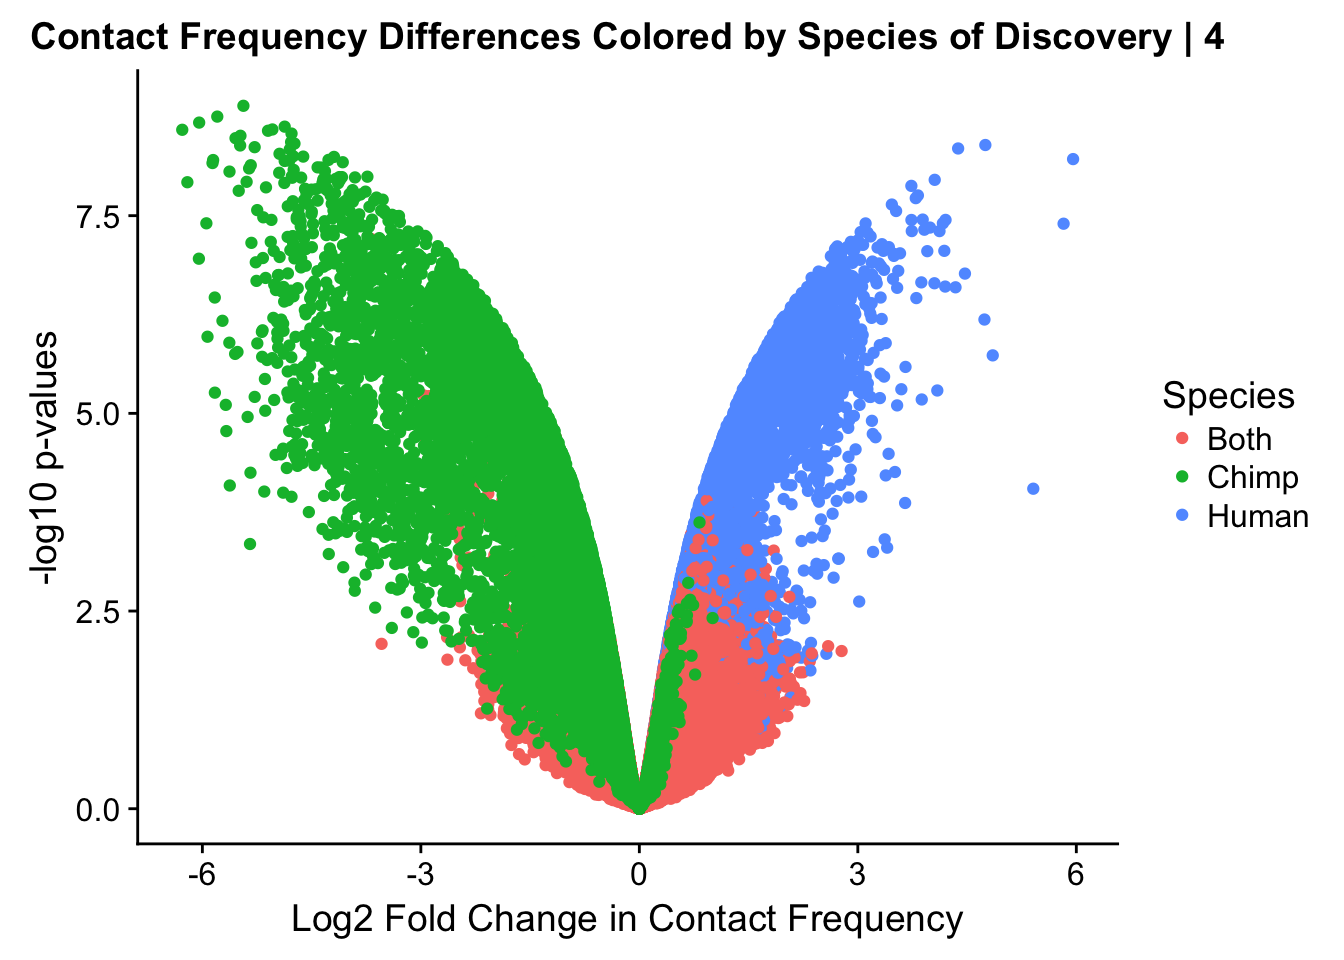 Contact Frequency Differences Colored by Species of Discovery | 4
-log10 p-values
7.5
5.0
2.5
0.0
-6
-3
0
3
6
Log2 Fold Change in Contact Frequency
Species
Both
Chimp
Human